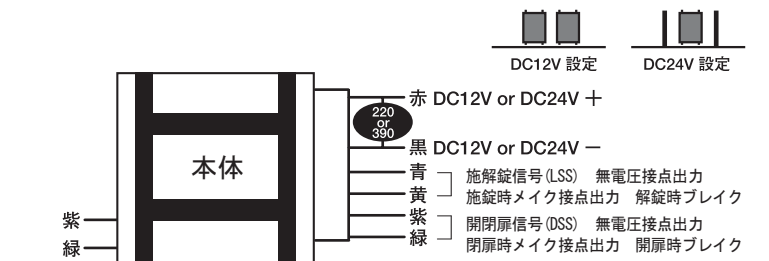 DC12V 設定
DC24V 設定
赤 DC12V or DC24V ＋
220
or
390
黒 DC12V or DC24V －
本体
青
施解錠信号(LSS)　無電圧接点出力
黄
施錠時メイク接点出力　解錠時ブレイク
紫
紫
開閉扉信号(DSS)　無電圧接点出力
緑
緑
閉扉時メイク接点出力　開扉時ブレイク